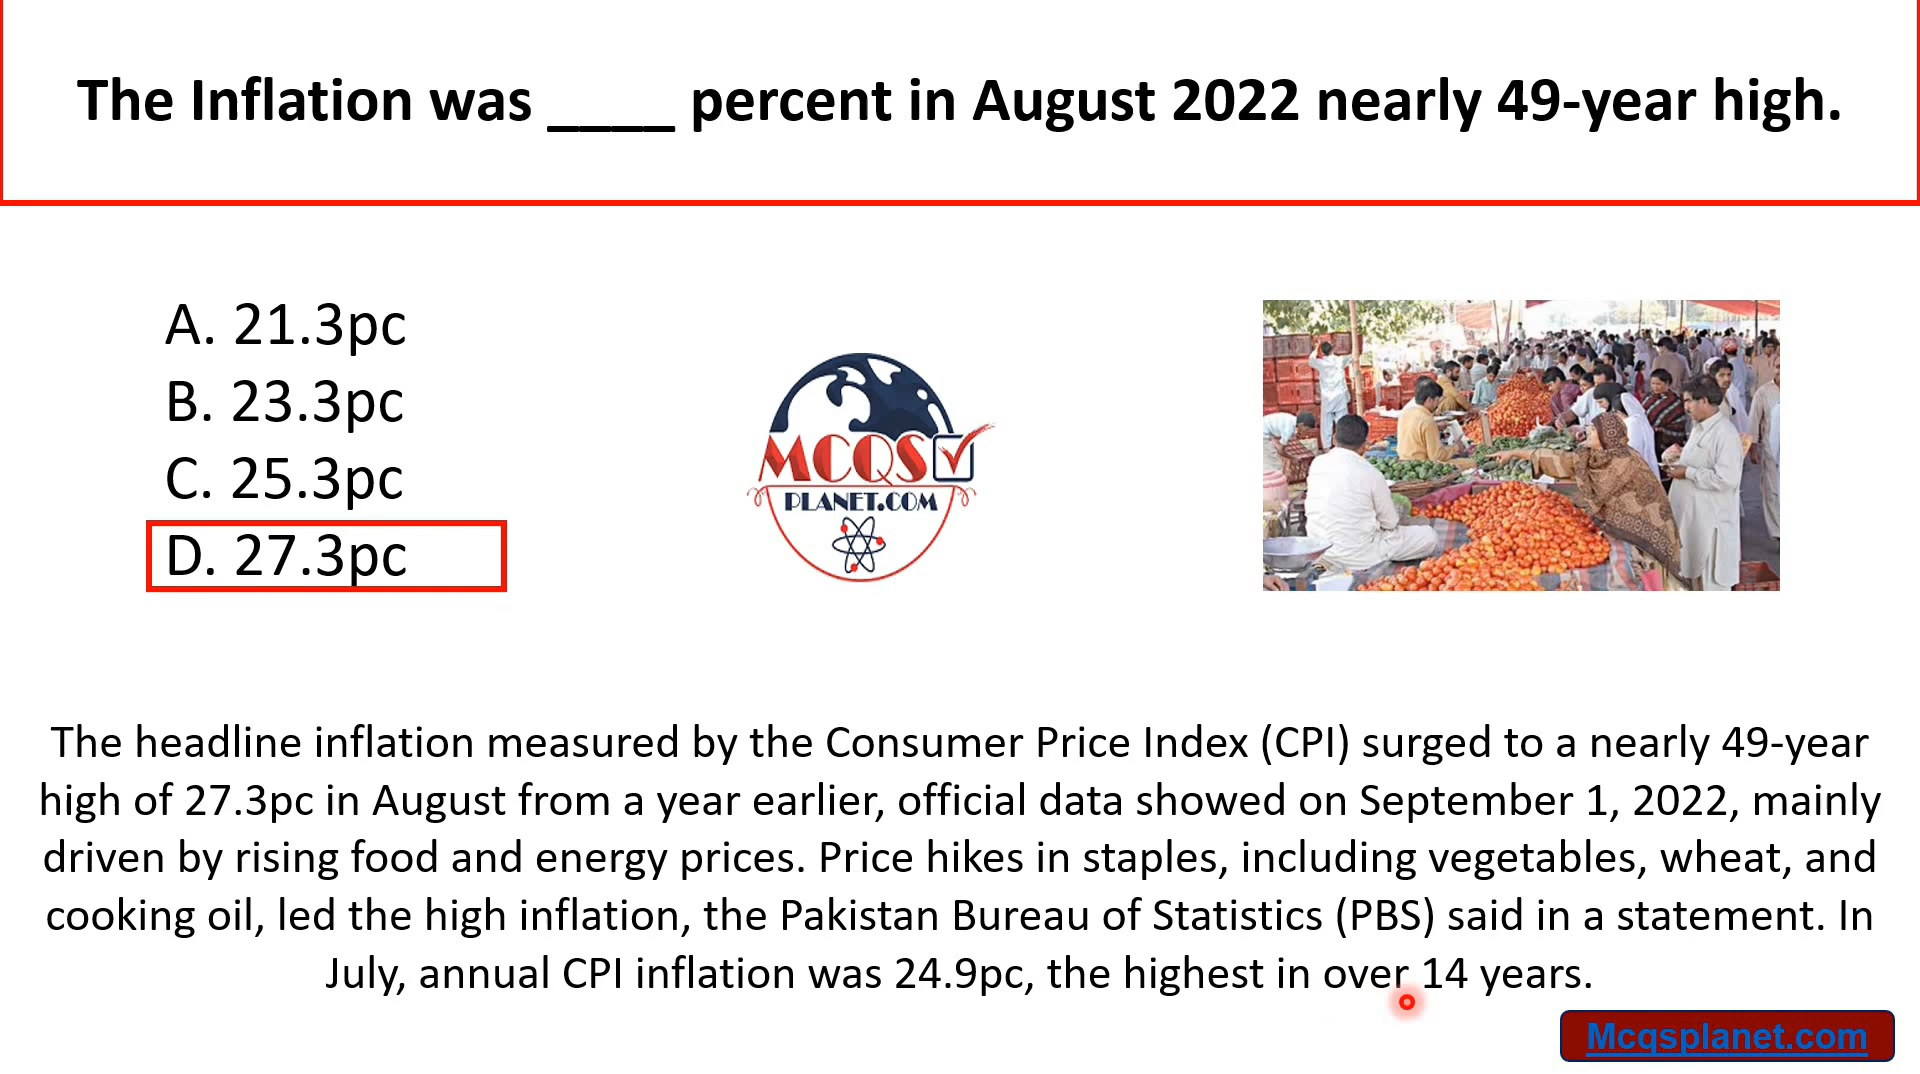 The Inflation was ____ percent in August 2022 nearly 49-year high.
A. 21.3pc
B. 23.3pc
C. 25.3pc
D. 27.3pc
MCQS
PLANET.COM
The headline inflation measured by the Consumer Price Index (CPI) surged to a nearly 49-year
high of 27.3pc in August from a year earlier, official data showed on September 1, 2022, mainly
driven by rising food and energy prices. Price hikes in staples, including vegetables, wheat, and
cooking oil, led the high inflation, the Pakistan Bureau of Statistics (PBS) said in a statement. In
July, annual CPI inflation was 24.9pc, the highest in over 14 years.
Mcqsplanet.com